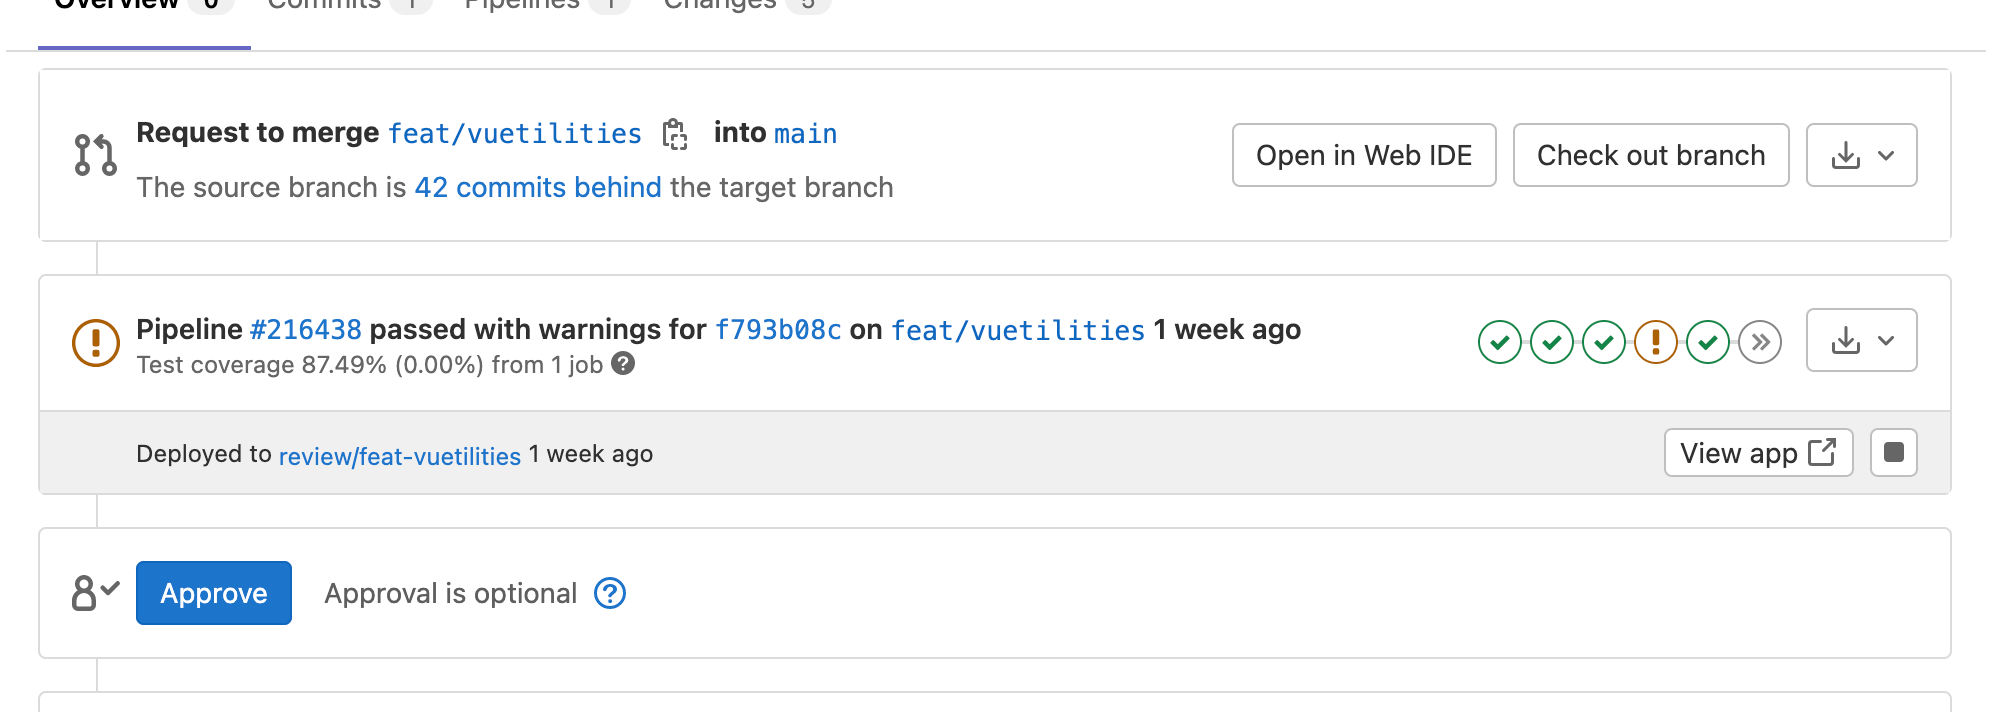 Overview 0 Commits 1 Pipelines 1 Changes 5
Request to merge feat/vuetilities into main
The source branch is 42 commits behind the target branch
Open in Web IDE
Check out branch
Pipeline #216438 passed with warnings for f793b08c on feat/vuetilities 1 week ago
Test coverage 87.49% (0.00%) from 1 job ?
Deployed to review/feat-vuetilities 1 week ago
View app
Approve
Approval is optional ?